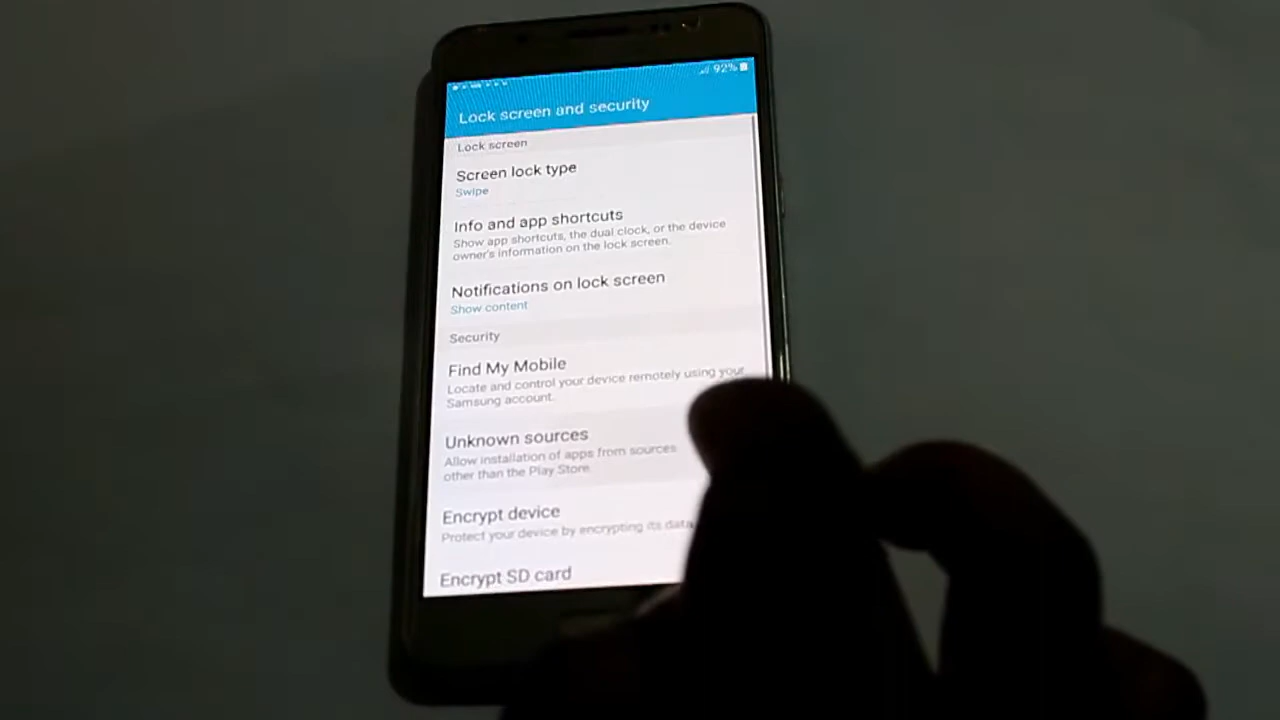 92%
Lock screen and security
Lock screen
Screen lock type
Swipe
Info and app shortcuts
Show app shortcuts, the dual clock, or the device
owner's information on the lock screen.
Notifications on lock screen
Show content
Security
Find My Mobile
Locate and control your device remotely using your
Samsung account.
Unknown sources
Allow installation of apps from sources
other than the Play Store.
Encrypt device
Protect your device by encrypting its data
Encrypt SD card